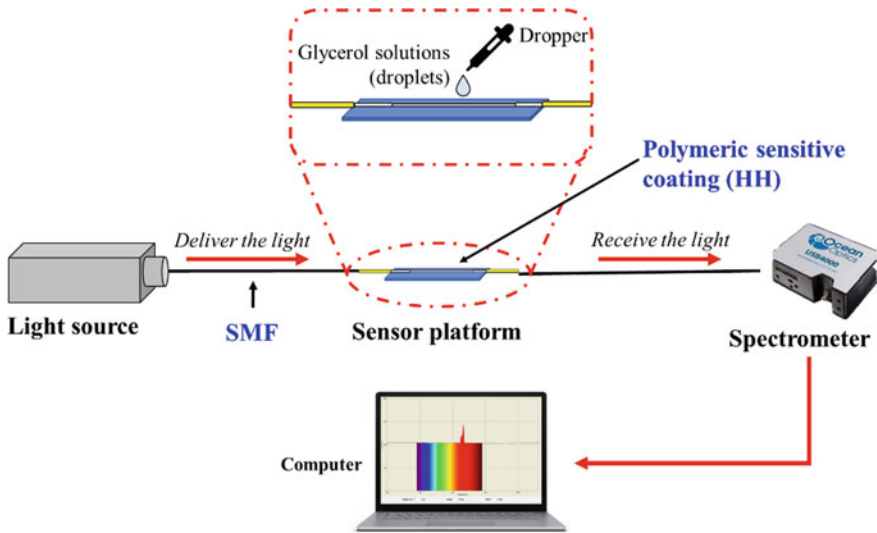 Dropper
Glycerol solutions
(droplets)
Polymeric sensitive
coating (HH)
Deliver the light
Receive the light
Ocean
Optics
USB4000
Light source
SMF
Sensor platform
Spectrometer
Computer